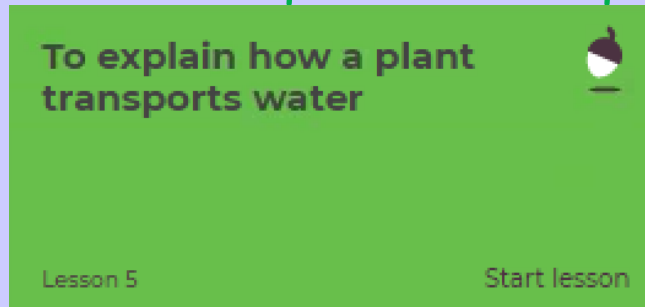 To explain how a plant
transports water
Lesson 5
Start lesson